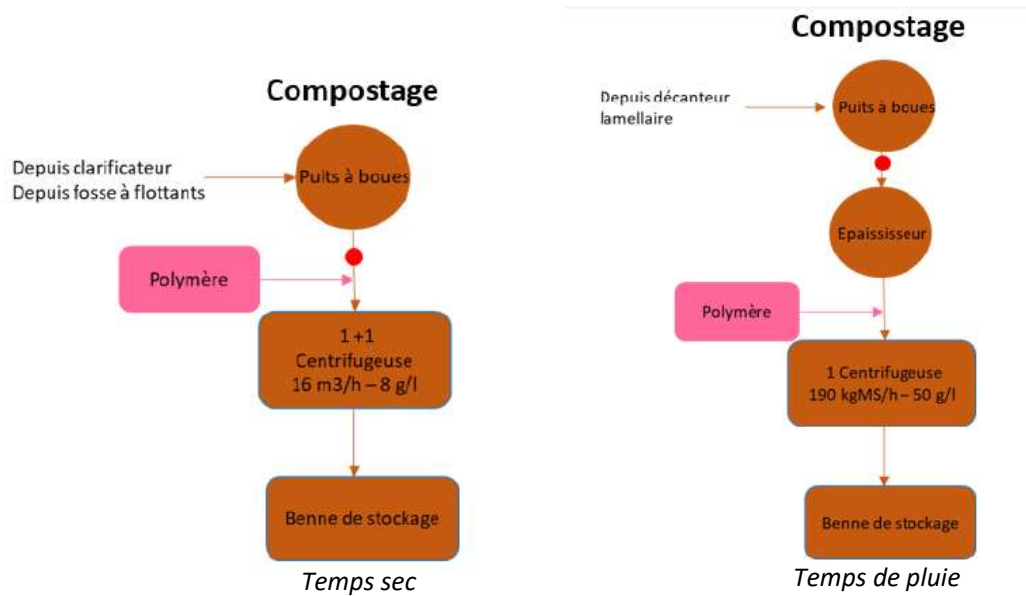 Compostage
Depuis clarificateur
Depuis fosse à flottants
Puits à boues
Polymère
1 +1
Centrifugeuse
16 m3/h – 8 g/l
Benne de stockage
Temps sec
Compostage
Depuis décanteur
lamellaire
Puits à boues
Epaississeur
Polymère
1 Centrifugeuse
190 kgMS/h – 50 g/l
Benne de stockage
Temps de pluie